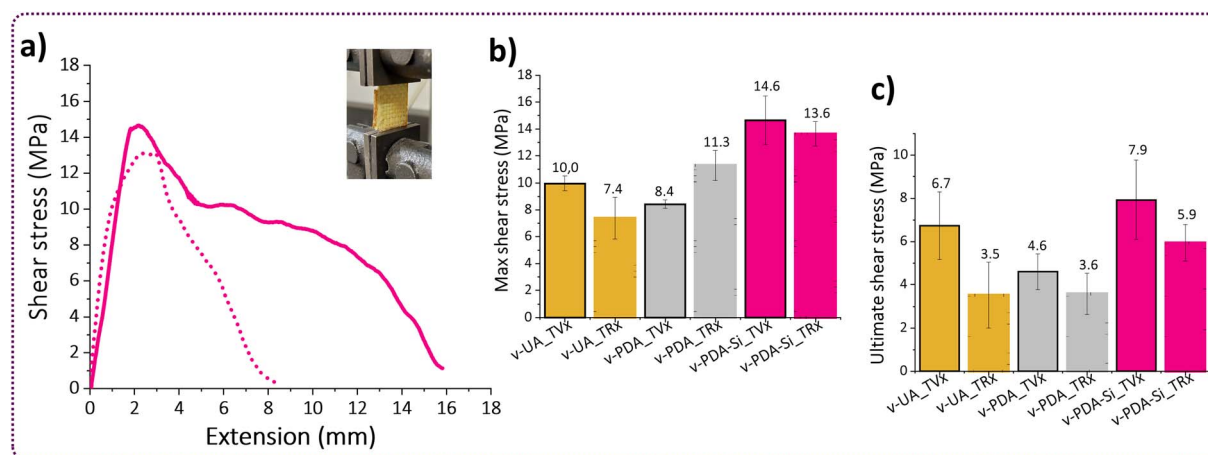 a)
18
16
14
12
10
8
6
4
2
0
Shear stress (MPa)
0 2 4 6 8 10 12 14 16 18
Extension (mm)
b)
18
16
14
12
10
8
6
4
2
0
Max shear stress (MPa)
10,0
7.4
8.4
11.3
14.6
13.6
v-UA_TVx
v-UA_TRx
v-PDA_TVx
v-PDA_TRx
v-PDA-Si_TVx
v-PDA-Si_TRx
c)
10
8
6
4
2
0
Ultimate shear stress (MPa)
6.7
3.5
4.6
3.6
7.9
5.9
v-UA_TVx
v-UA_TRx
v-PDA_TVx
v-PDA_TRx
v-PDA-Si_TVx
v-PDA-Si_TRx